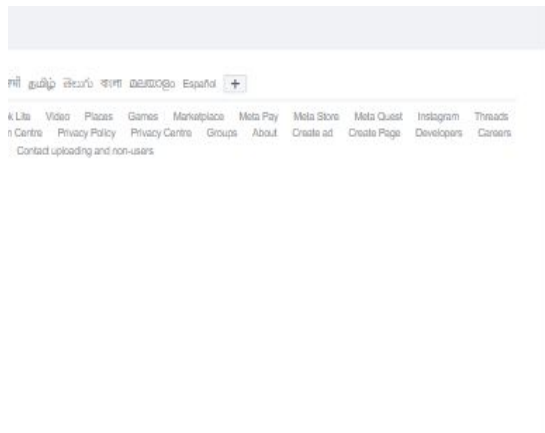 தமிழ் తెలుగు বাংলা മലയാളം Español +
k Lite Video Places Games Marketplace Meta Pay Meta Store Meta Quest Instagram Threads
n Centre Privacy Policy Privacy Centre Groups About Create ad Create Page Developers Careers
Contact uploading and non-users